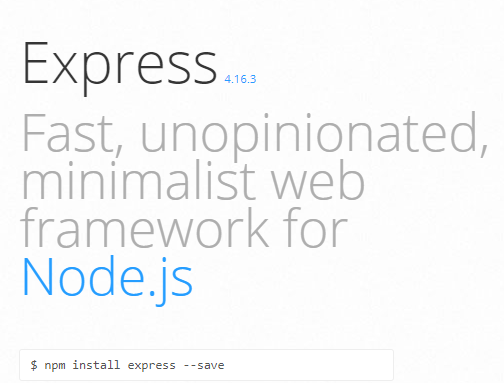 Express 4.16.3
Fast, unopinionated,
minimalist web
framework for
Node.js
$ npm install express --save